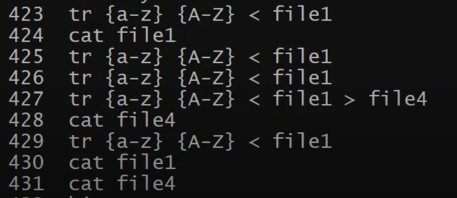 423 tr {a-z} {A-Z} < file1
424 cat file1
425 tr {a-z} {A-Z} < file1
426 tr {a-z} {A-Z} < file1
427 tr {a-z} {A-Z} < file1 > file4
428 cat file4
429 tr {a-z} {A-Z} < file1
430 cat file1
431 cat file4